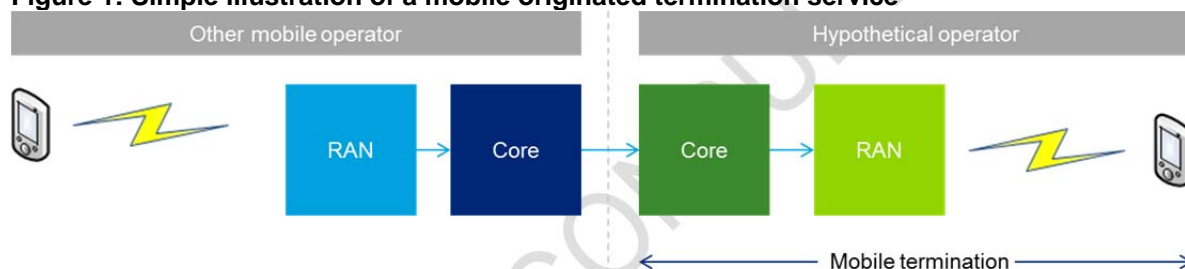 Figure 1: Simple illustration of a mobile originated termination service
Other mobile operator
Hypothetical operator
RAN
Core
Core
RAN
Mobile termination